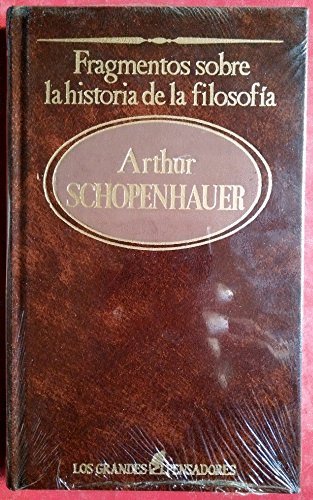 Fragmentos sobre
la historia de la filosofía
Arthur
SCHOPENHAUER
LOS GRANDES PENSADORES